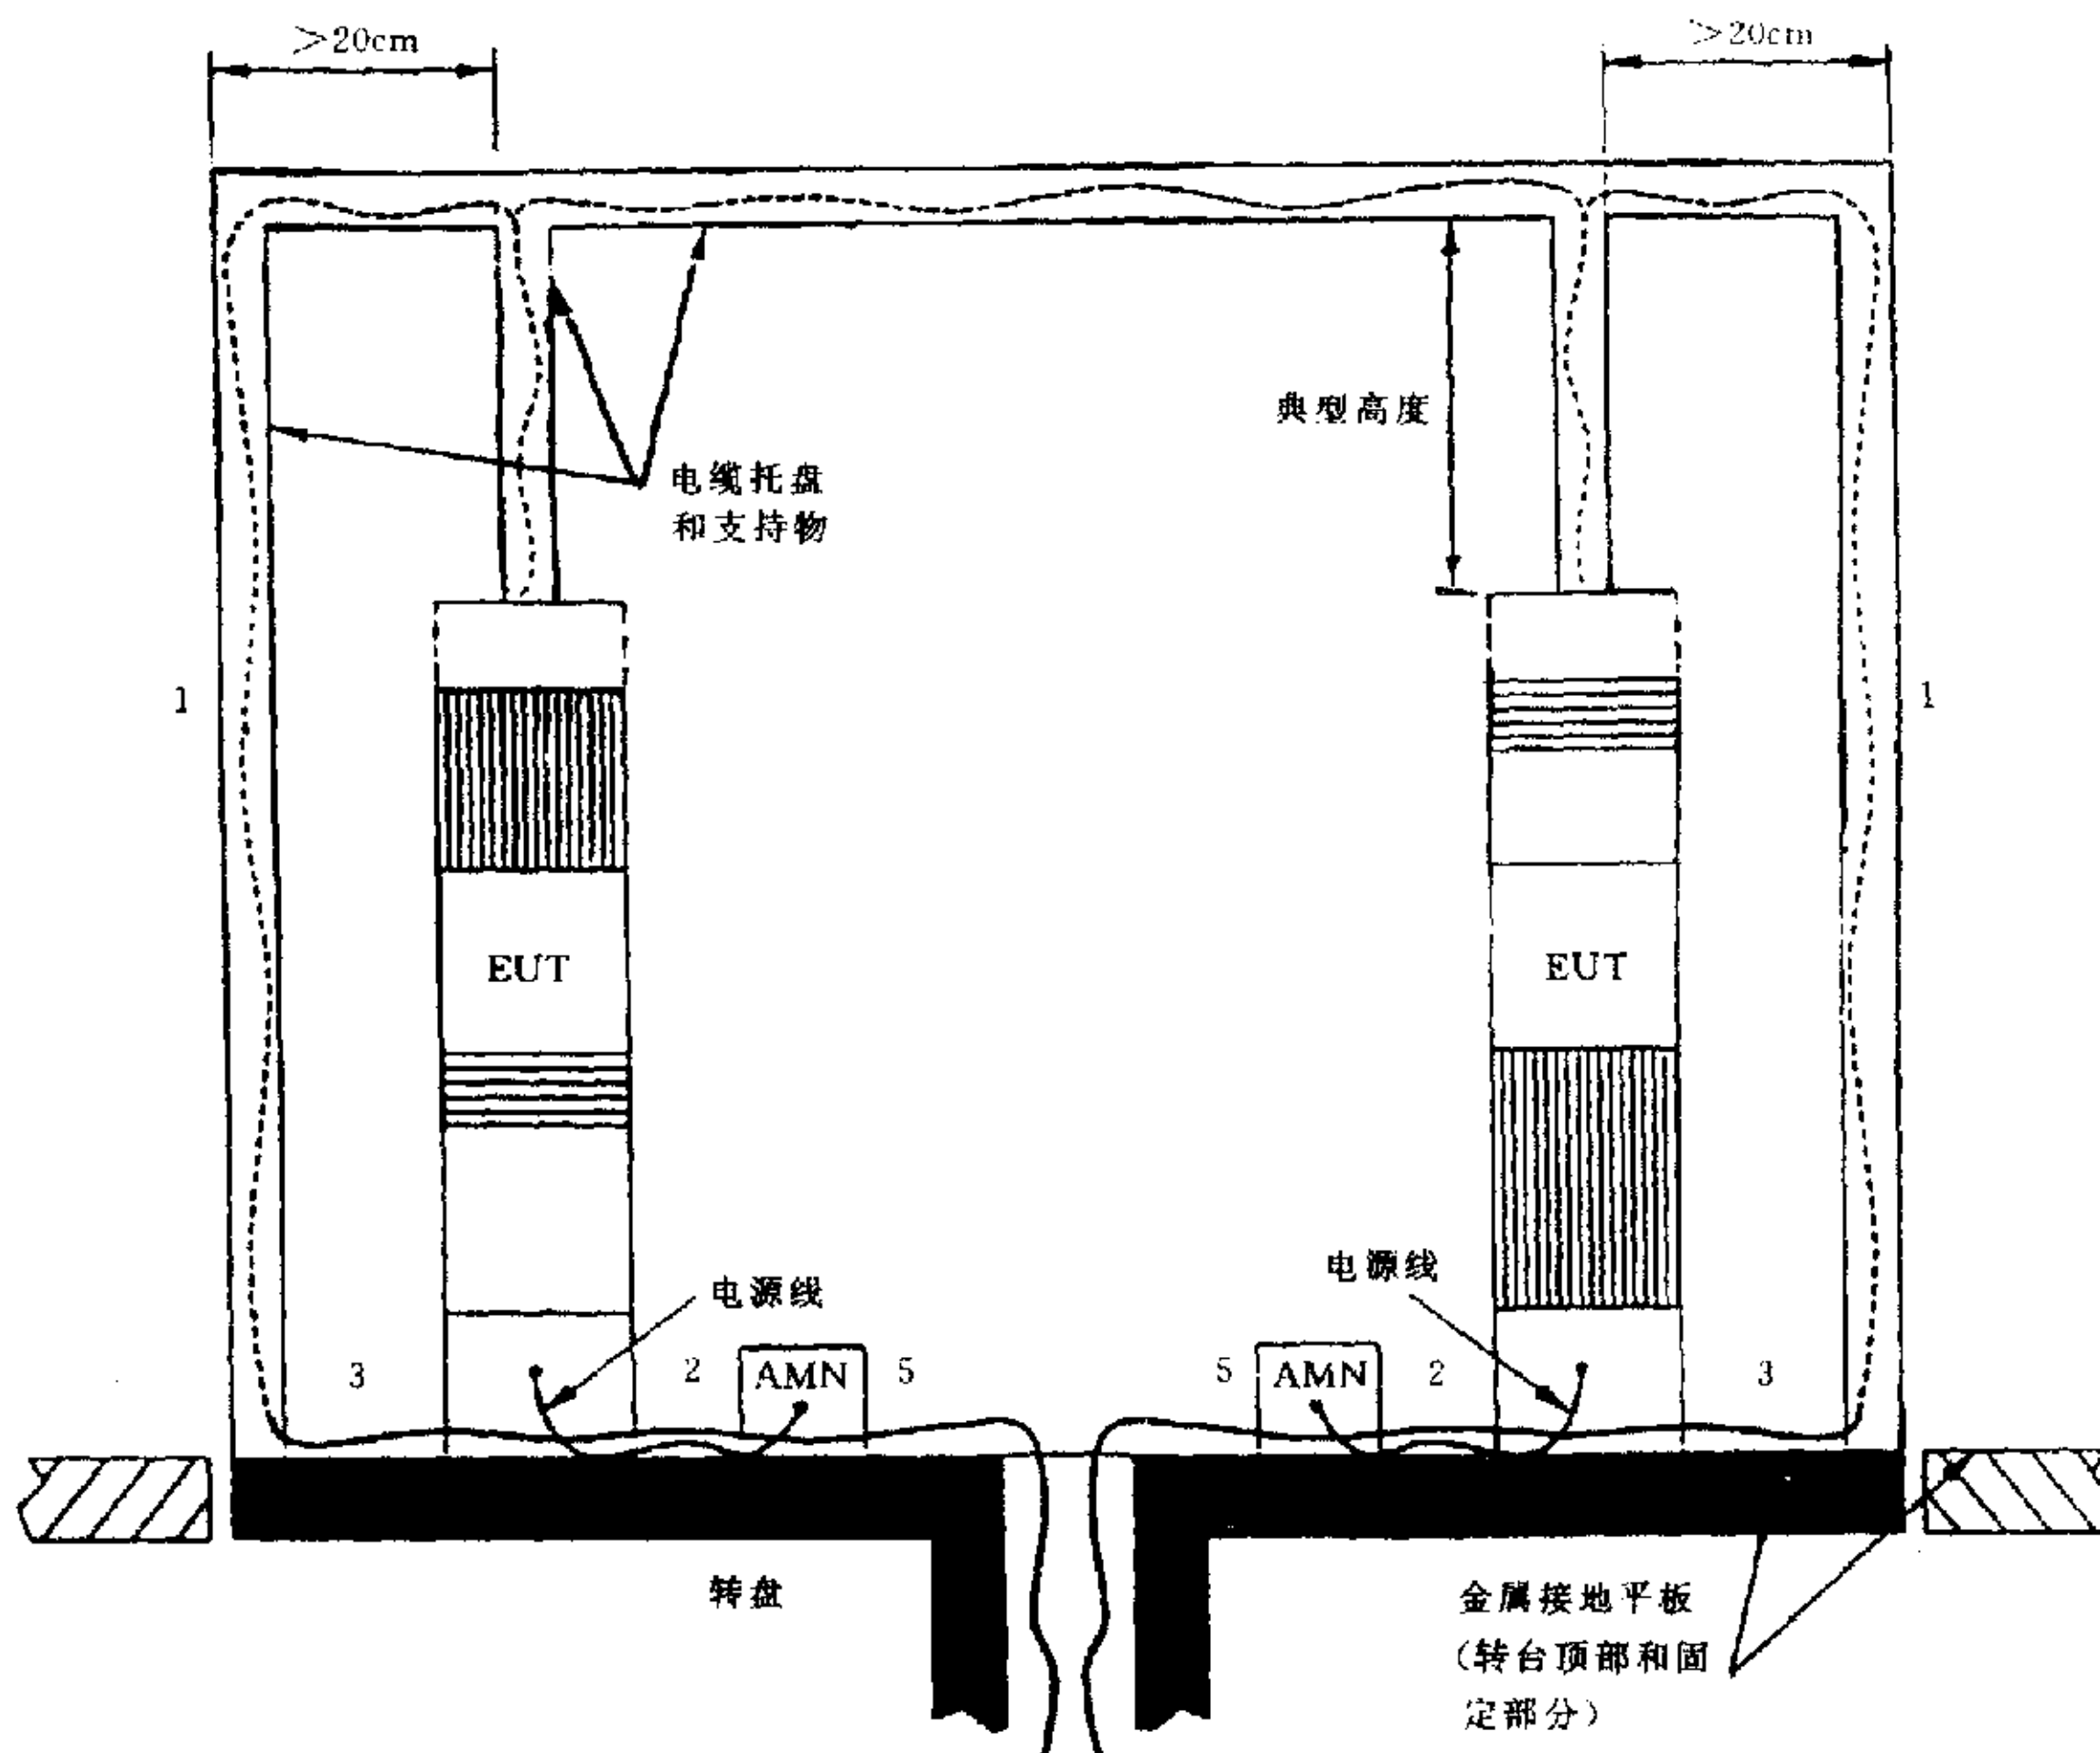 >20cm
>20cm
典型高度
电缆托盘
和支持物
1
1
EUT
EUT
电源线
电源线
3
2
AMN
5
5
AMN
2
3
转盘
金属接地平板
(转台顶部和固
定部分)